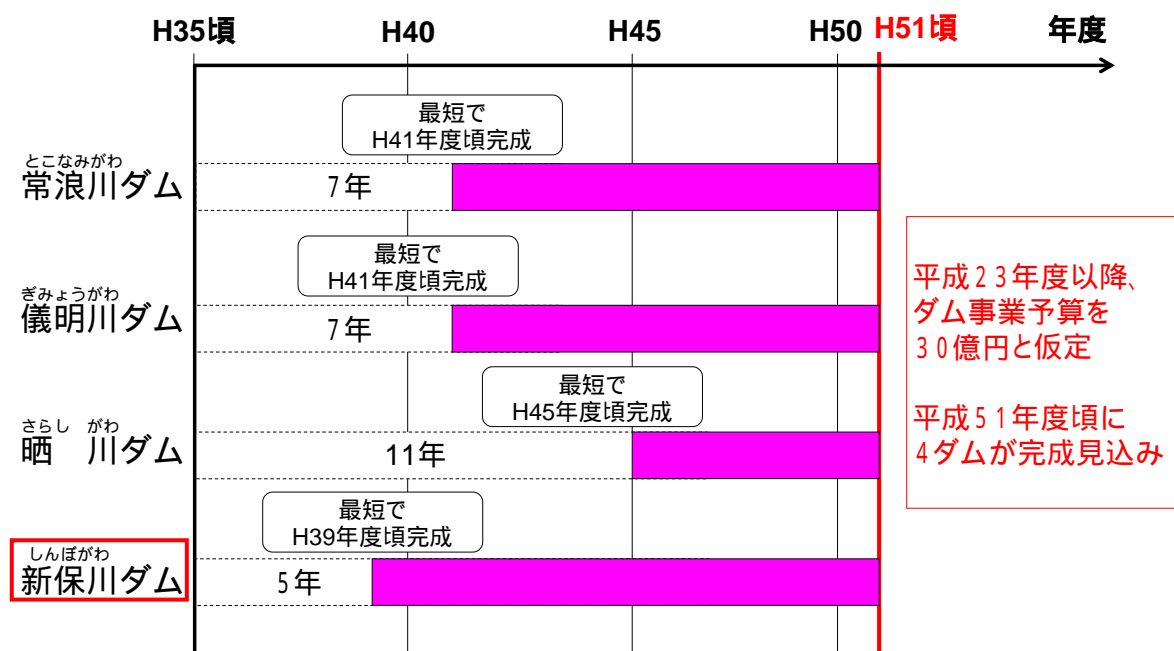 H35頃 H40 H45 H50 H51頃 年度
最短で
H41年度頃完成
とこなみがわ
常浪川ダム
7年
最短で
H41年度頃完成
ぎみょうがわ
儀明川ダム
7年
最短で
H45年度頃完成
さらし がわ
晒 川ダム
11年
最短で
H39年度頃完成
しんぼがわ
新保川ダム
5年
平成23年度以降、
ダム事業予算を
30億円と仮定
平成51年度頃に
4ダムが完成見込み